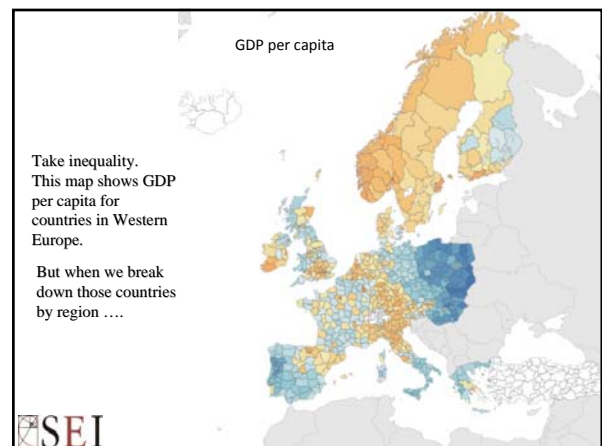 GDP per capita
Take inequality.
This map shows GDP
per capita for
countries in Western
Europe.
But when we break
down those countries
by region ….
SEI